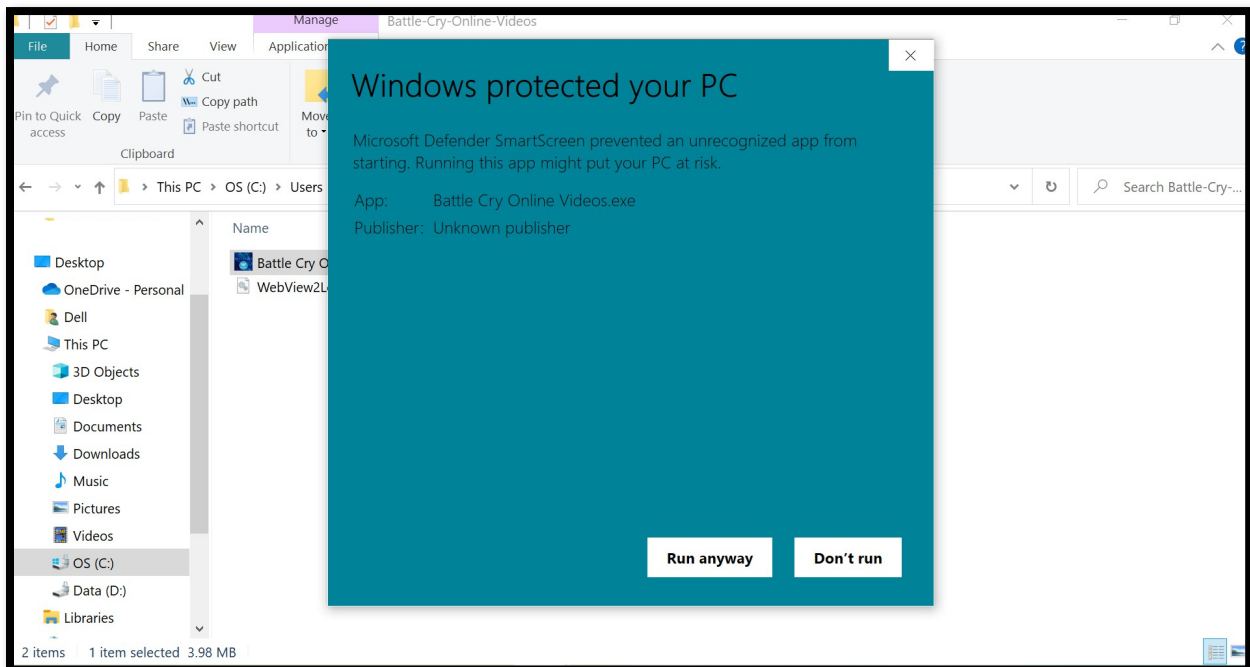 Manage
Battle-Cry-Online-Videos
File Home Share View Application
Pin to Quick access
Copy
Paste
Cut
Copy path
Paste shortcut
Move to
Clipboard
This PC > OS (C:) > Users
Search Battle-Cry-...
Name
Desktop
OneDrive - Personal
Dell
This PC
3D Objects
Desktop
Documents
Downloads
Music
Pictures
Videos
OS (C:)
Data (D:)
Libraries
Battle Cry O
WebView2L
Windows protected your PC
Microsoft Defender SmartScreen prevented an unrecognized app from
starting. Running this app might put your PC at risk.
App: Battle Cry Online Videos.exe
Publisher: Unknown publisher
Run anyway
Don't run
2 items 1 item selected 3.98 MB